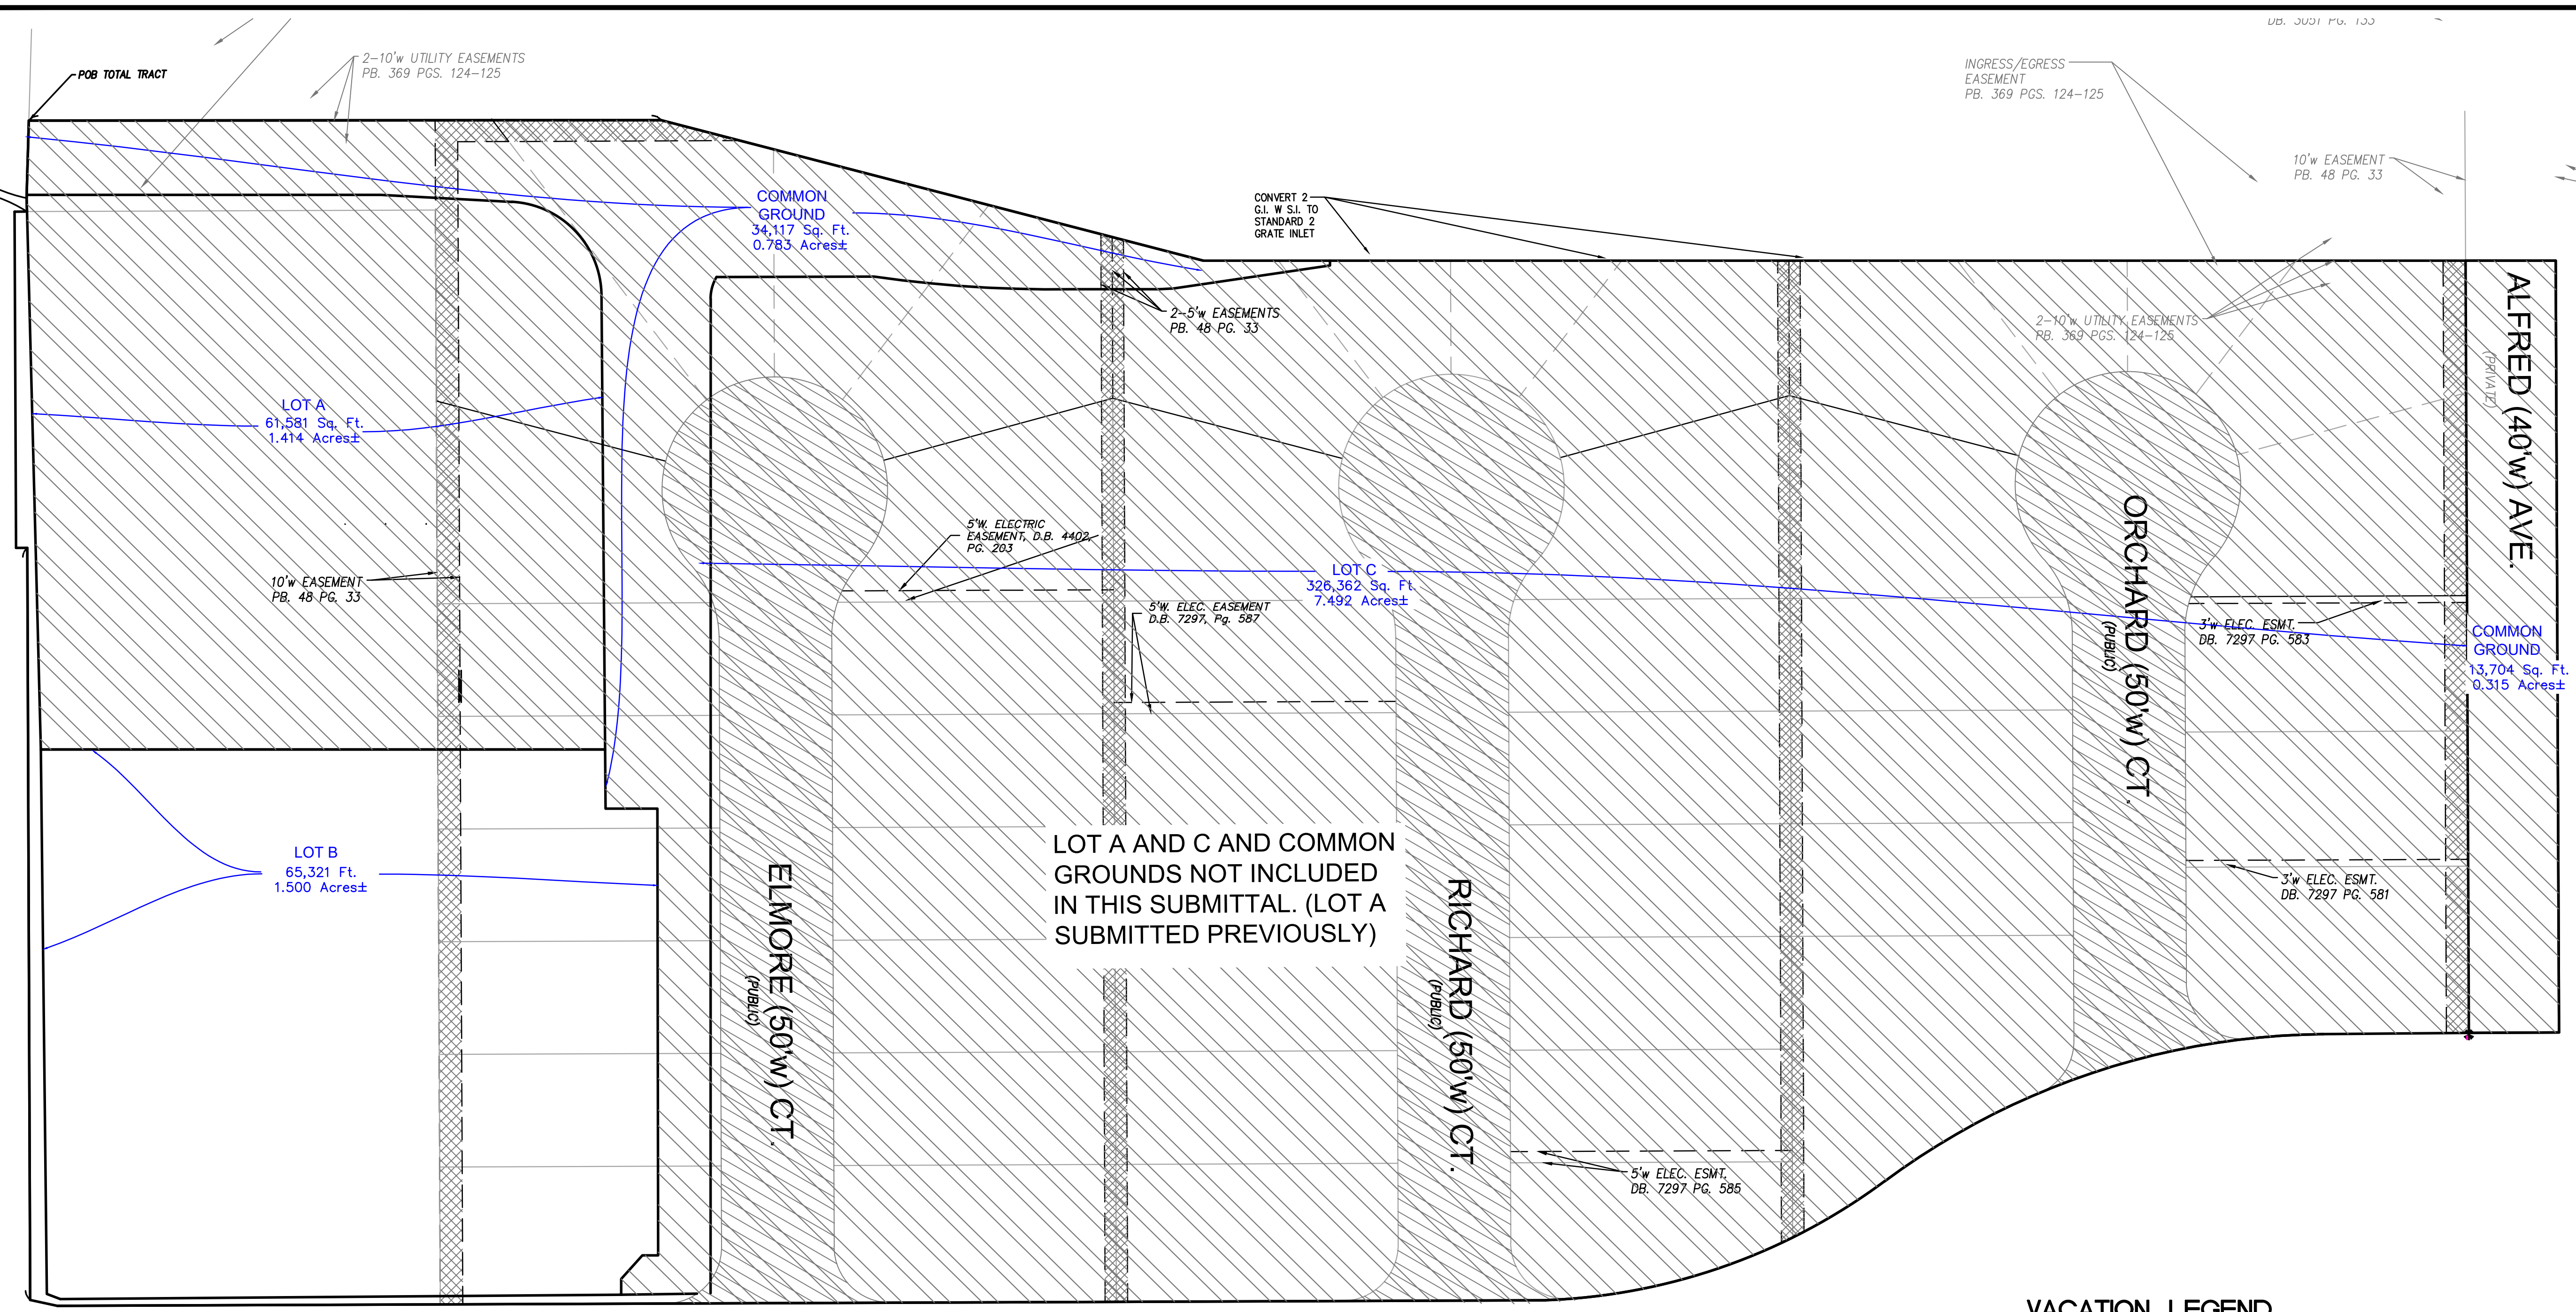 DB. 3051 PG. 133
2-10'w UTILITY EASEMENTS
PB. 369 PGS. 124-125
POB TOTAL TRACT
INGRESS/EGRESS
EASEMENT
PB. 369 PGS. 124-125
10'w EASEMENT
PB. 48 PG. 33
COMMON
GROUND
34,117 Sq. Ft.
0.783 Acres±
CONVERT 2
G.I. W S.I. TO
STANDARD 2
GRATE INLET
2-5'w EASEMENTS
PB. 48 PG. 33
2-10'w UTILITY EASEMENTS
PB. 369 PGS. 124-125
ALFRED (40'w) AVE.
(PRIVATE)
LOT A
61,581 Sq. Ft.
1.414 Acres±
5'W. ELECTRIC
EASEMENT, D.B. 4402,
PG. 203
10'w EASEMENT
PB. 48 PG. 33
LOT C
326,362 Sq. Ft.
7.492 Acres±
5'W. ELEC. EASEMENT
D.B. 7297, Pg. 587
ORCHARD (50'w) CT.
(PUBLIC)
3'w ELEC. ESMT.
DB. 7297 PG. 583
COMMON
GROUND
13,704 Sq. Ft.
0.315 Acres±
LOT B
65,321 Ft.
1.500 Acres±
ELMORE (50'w) CT.
(PUBLIC)
LOT A AND C AND COMMON
GROUNDS NOT INCLUDED
IN THIS SUBMITTAL. (LOT A
SUBMITTED PREVIOUSLY)
RICHARD (50'w) CT.
(PUBLIC)
3'w ELEC. ESMT.
DB. 7297 PG. 581
5'w ELEC. ESMT.
DB. 7297 PG. 585
VACATION LEGEND